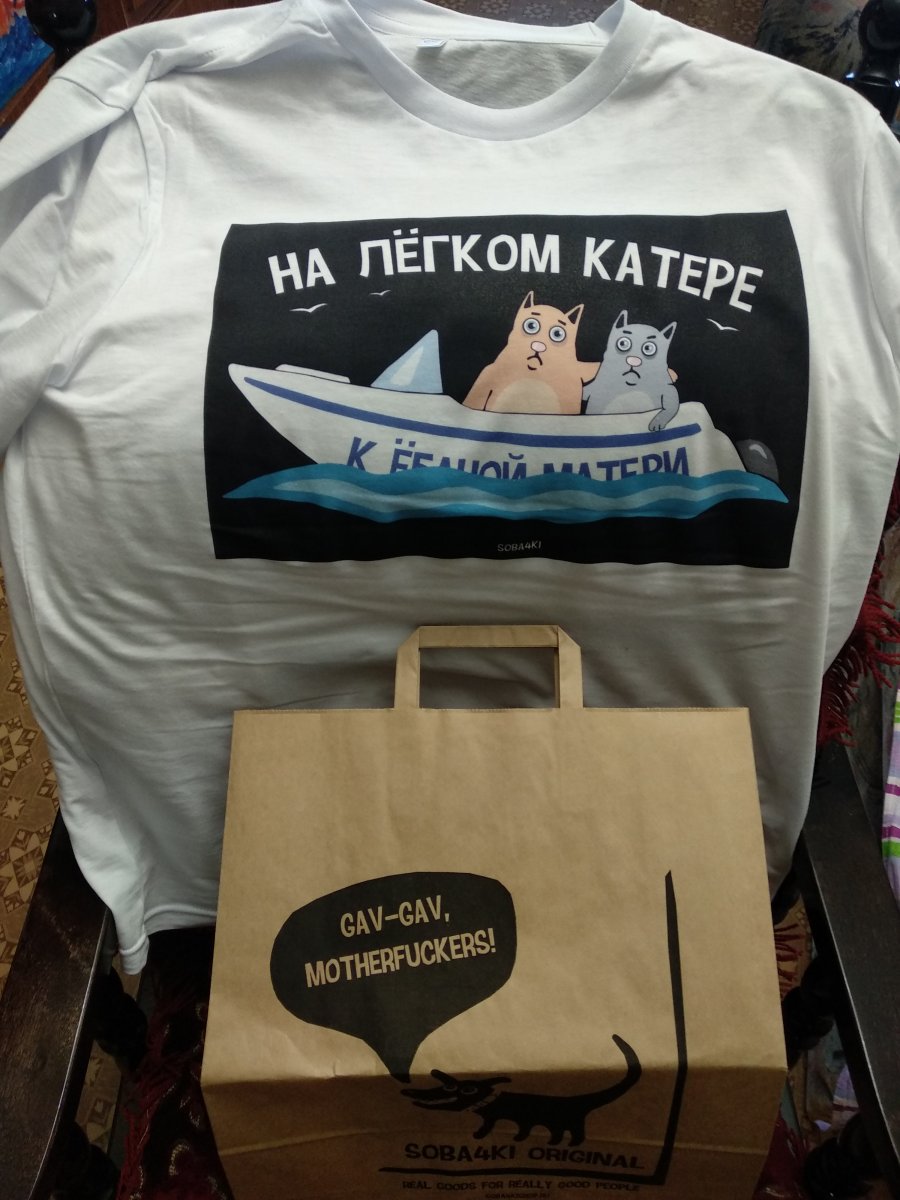 НА ЛЁГКОМ КАТЕРЕ
К ЁБАНОЙ МАТЕРИ
SOBA4KI
GAV-GAV,
MOTHERFUCKERS!
SOBA4KI ORIGINAL
REAL GOODS FOR REALLY GOOD PEOPLE